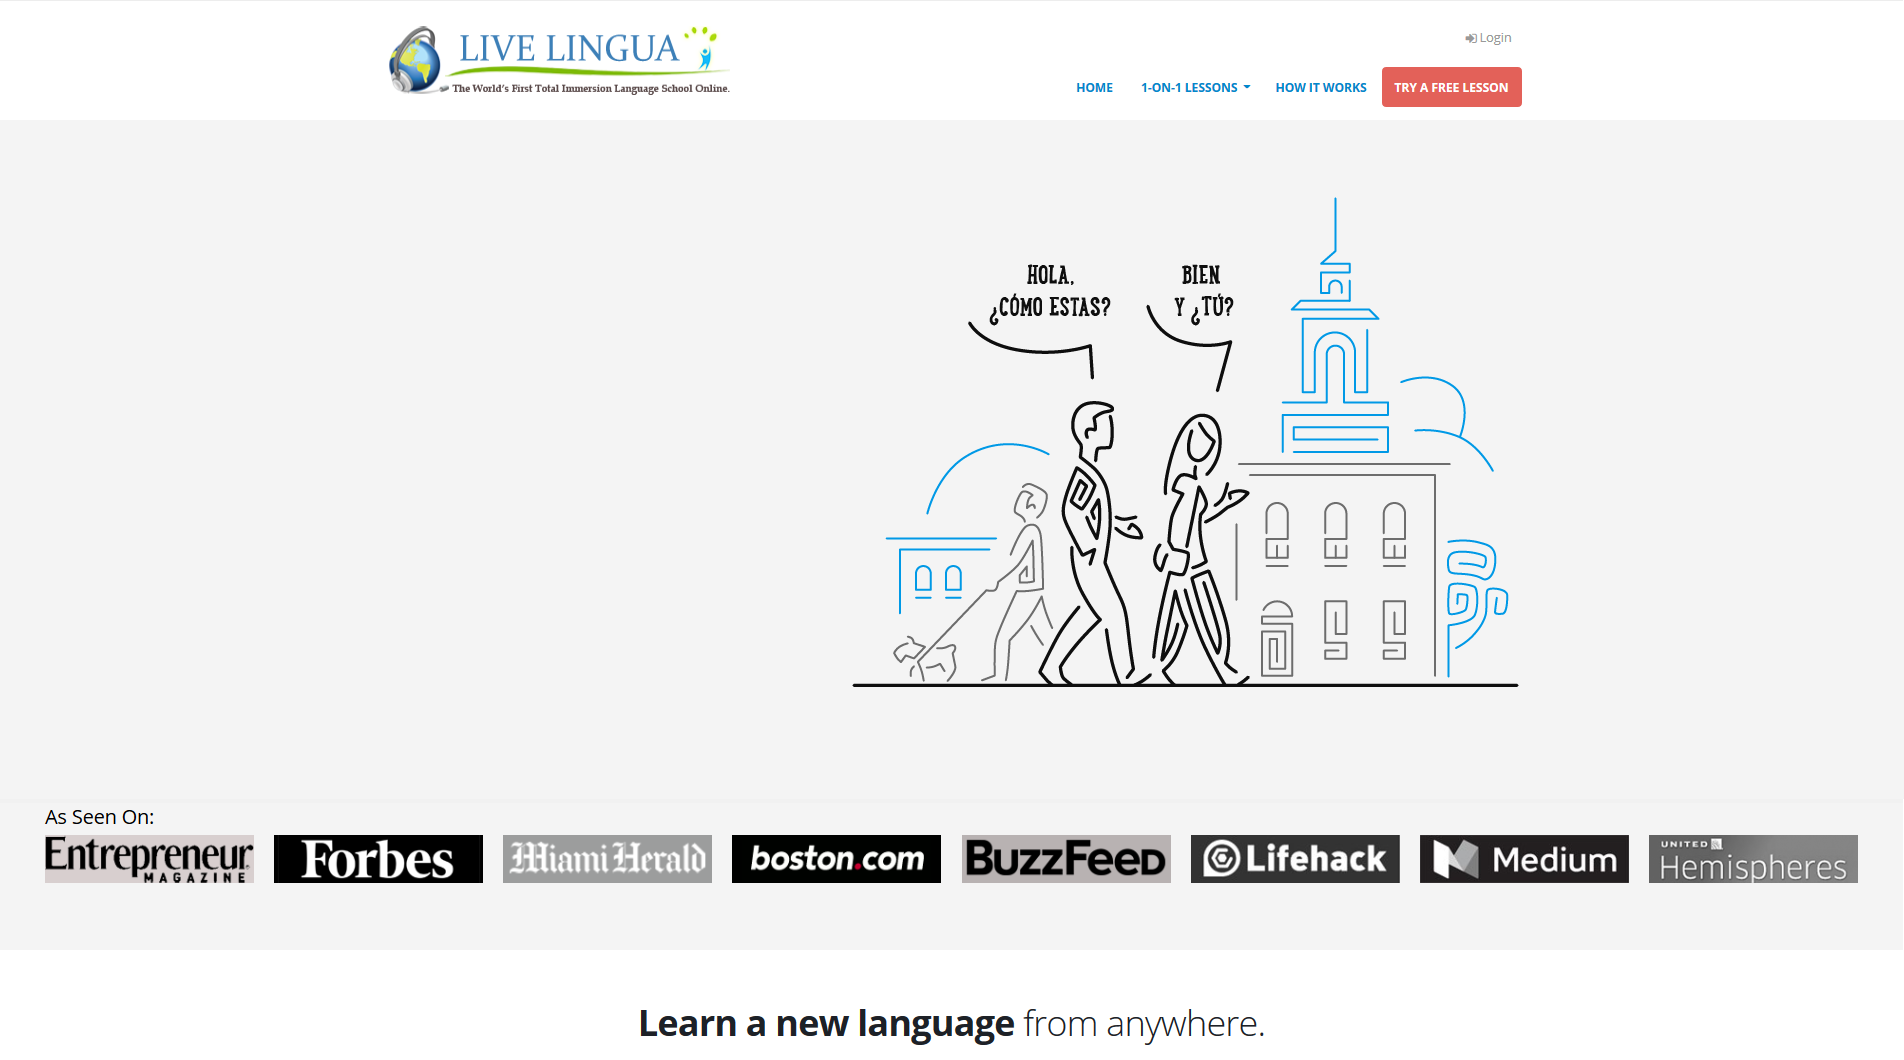 LIVE LINGUA
The World's First Total Immersion Language School Online.
Login
HOME
1-ON-1 LESSONS
HOW IT WORKS
TRY A FREE LESSON
HOLA,
¿CÓMO ESTAS?
BIEN
Y ¿TÚ?
As Seen On:
Entrepreneur
MAGAZINE
Forbes
Miami Herald
boston.com
BuzzFeed
Lifehack
Medium
UNITED
Hemispheres
Learn a new language from anywhere.